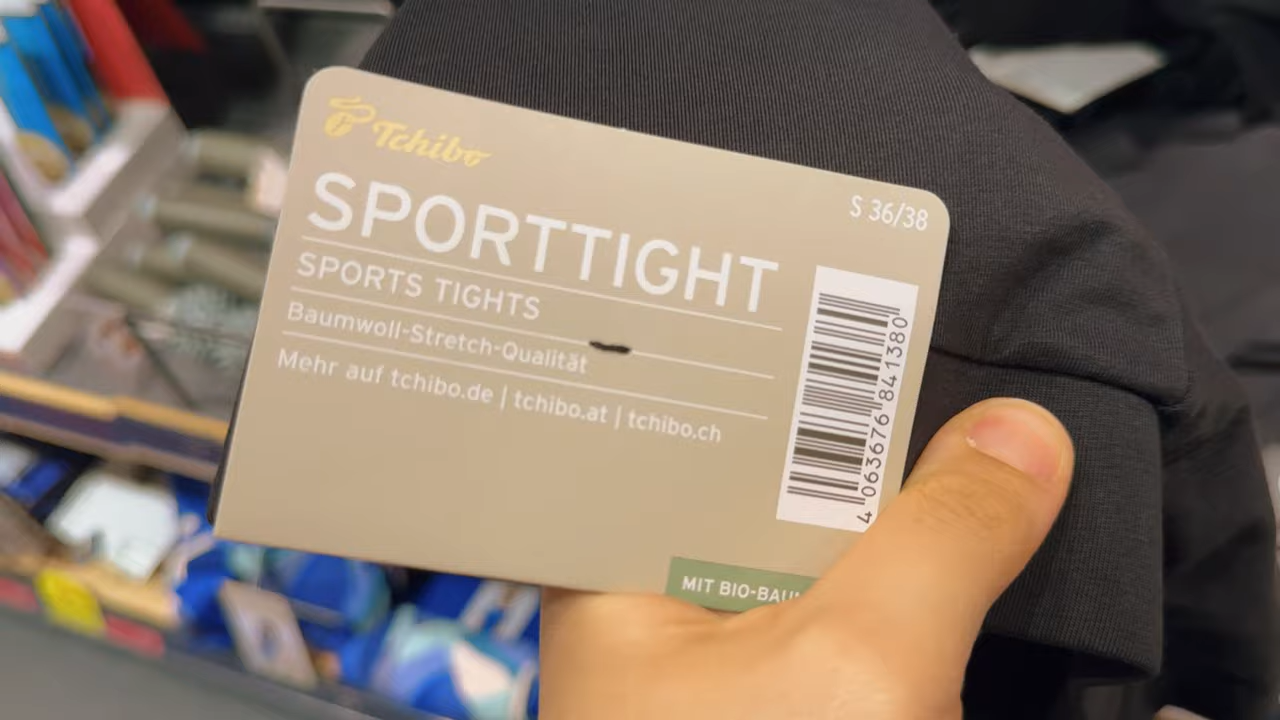 Tchibo
S 36/38
SPORTTIGHT
SPORTS TIGHTS
Baumwoll-Stretch-Qualität
Mehr auf tchibo.de | tchibo.at | tchibo.ch
4 063676 841380
MIT